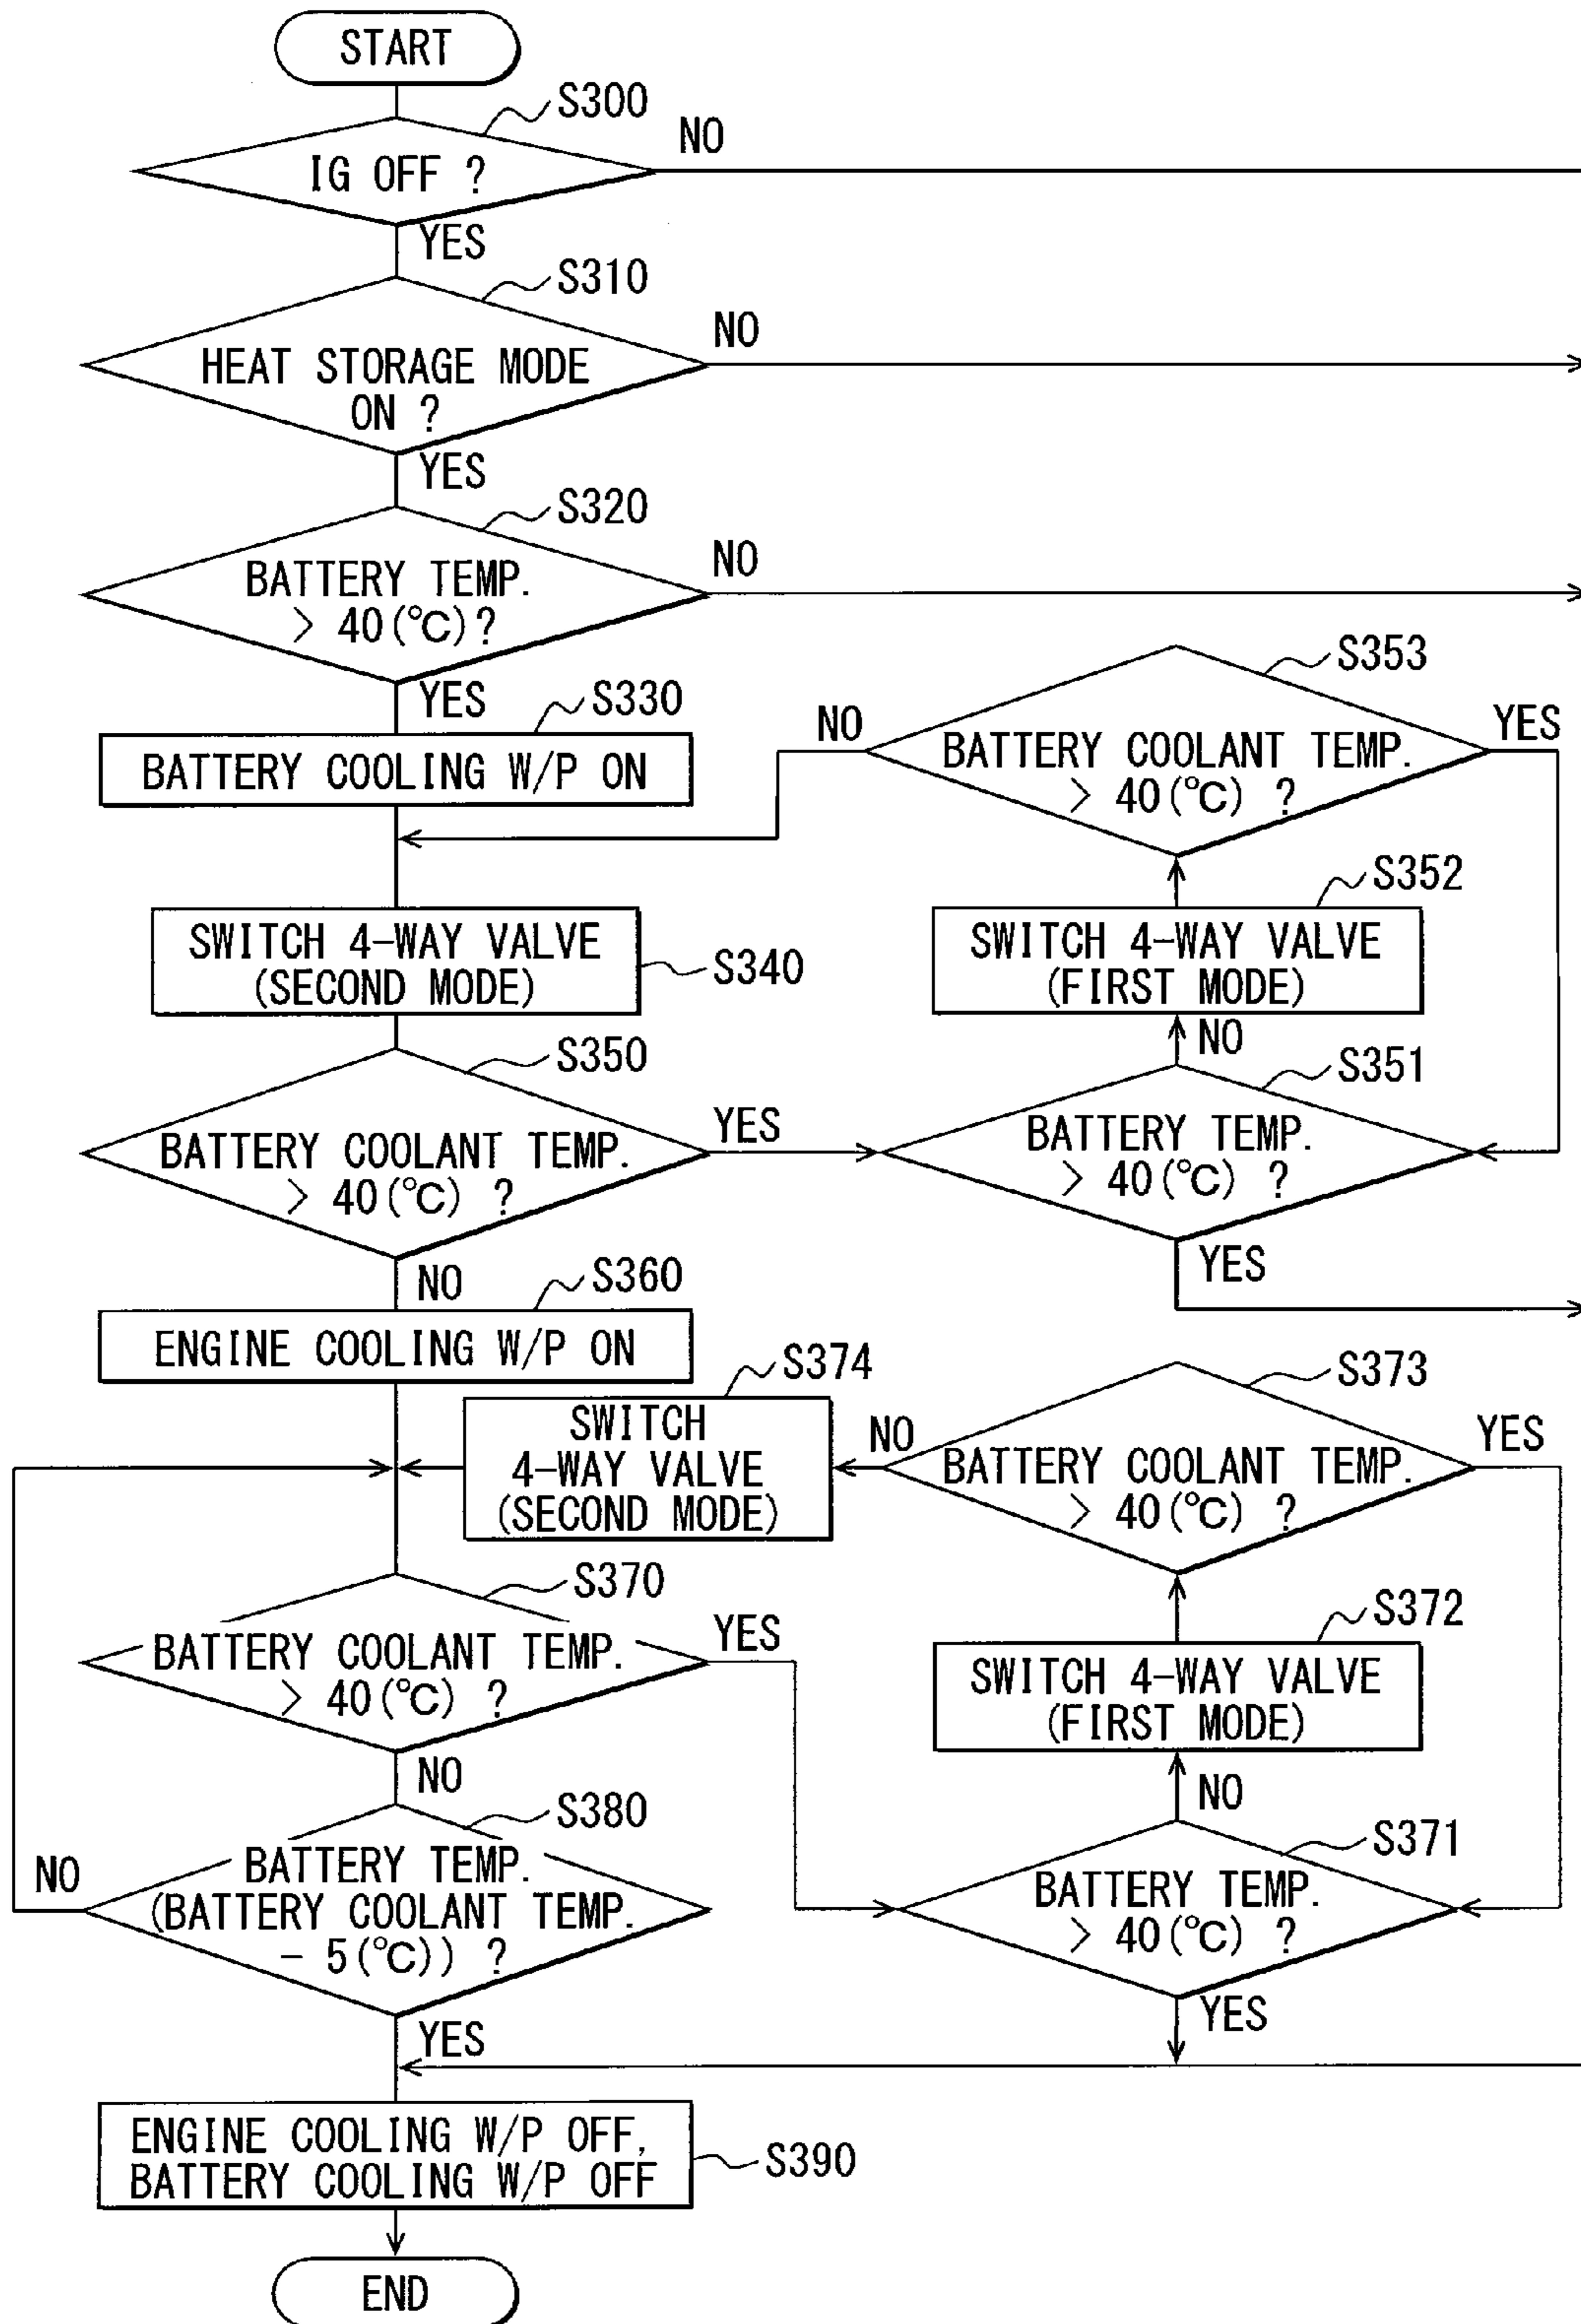 START
S300
IG OFF ?
NO
YES
S310
HEAT STORAGE MODE
ON ?
NO
YES
S320
BATTERY TEMP.
> 40(°C)?
NO
YES
S330
BATTERY COOLING W/P ON
S353
BATTERY COOLANT TEMP.
> 40(°C) ?
NO
YES
S340
SWITCH 4-WAY VALVE
(SECOND MODE)
S352
SWITCH 4-WAY VALVE
(FIRST MODE)
NO
S350
BATTERY COOLANT TEMP.
> 40(°C) ?
YES
NO
S351
BATTERY TEMP.
> 40(°C) ?
YES
S360
ENGINE COOLING W/P ON
S374
SWITCH
4-WAY VALVE
(SECOND MODE)
NO
S373
BATTERY COOLANT TEMP.
> 40(°C) ?
YES
S370
BATTERY COOLANT TEMP.
> 40(°C) ?
YES
NO
S372
SWITCH 4-WAY VALVE
(FIRST MODE)
NO
S380
BATTERY TEMP.
(BATTERY COOLANT TEMP.
- 5(°C)) ?
NO
YES
S371
BATTERY TEMP.
> 40(°C) ?
YES
ENGINE COOLING W/P OFF,
BATTERY COOLING W/P OFF
S390
END